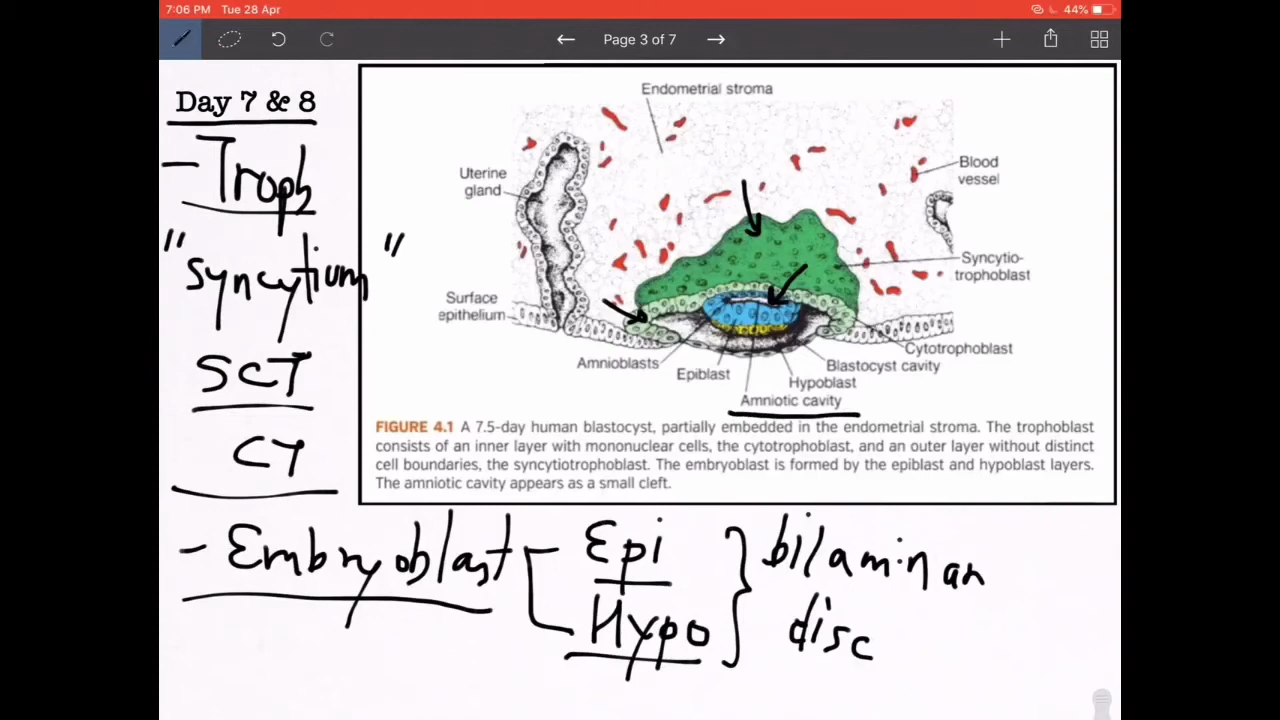 7:06 PM Tue 28 Apr
44%
Page 3 of 7
Day 7 & 8
- Troph
"Syncytium"
SCT
CT
Endometrial stroma
Uterine
gland
Blood
vessel
Syncytio-
trophoblast
Surface
epithelium
Cytotrophoblast
Amnioblasts
Blastocyst cavity
Epiblast
Hypoblast
Amniotic cavity
FIGURE 4.1 A 7.5-day human blastocyst, partially embedded in the endometrial stroma. The trophoblast
consists of an inner layer with mononuclear cells, the cytotrophoblast, and an outer layer without distinct
cell boundaries, the syncytiotrophoblast. The embryoblast is formed by the epiblast and hypoblast layers.
The amniotic cavity appears as a small cleft.
- Embryoblast
Epi
Hypo
bilaminar
disc